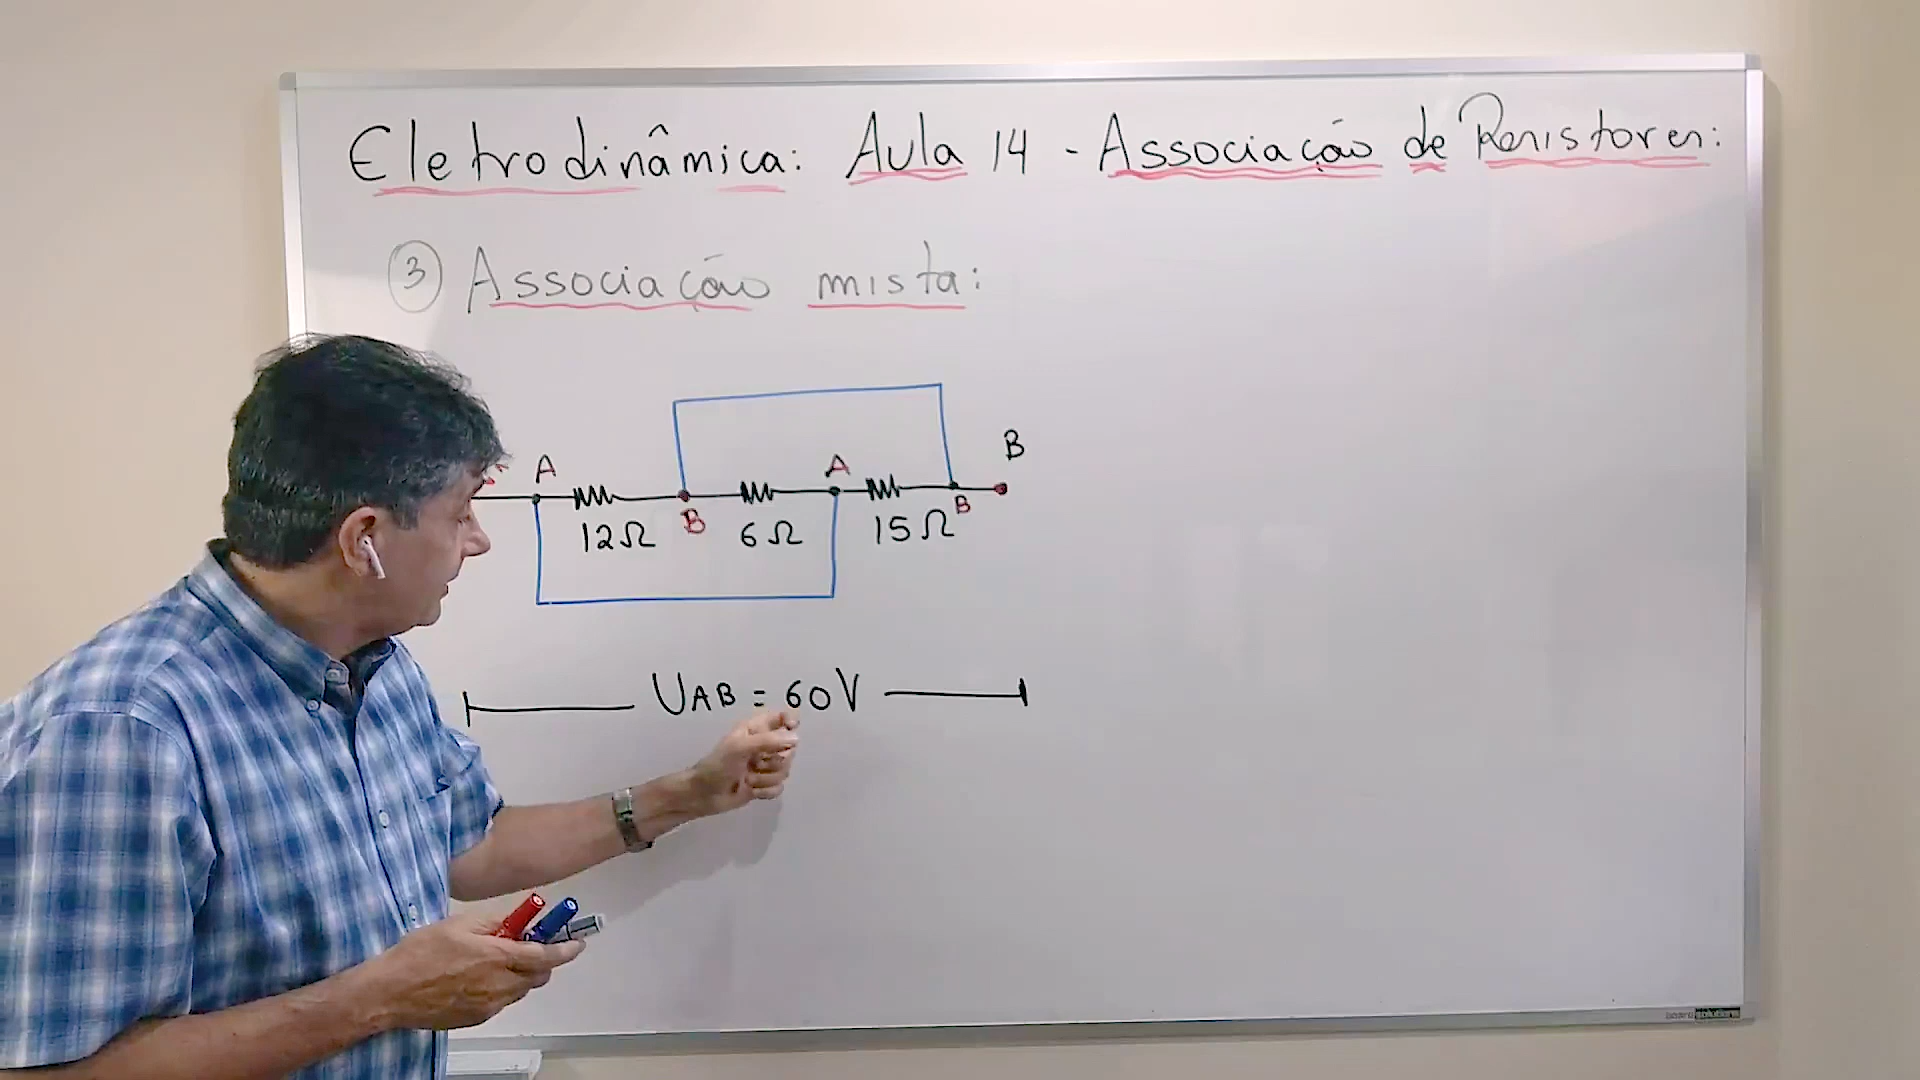 Eletrodinâmica: Aula 14 - Associação de Resistores:
3 Associação mista:
B
A A A
12Ω B 6Ω 15Ω B
UAB = 60V